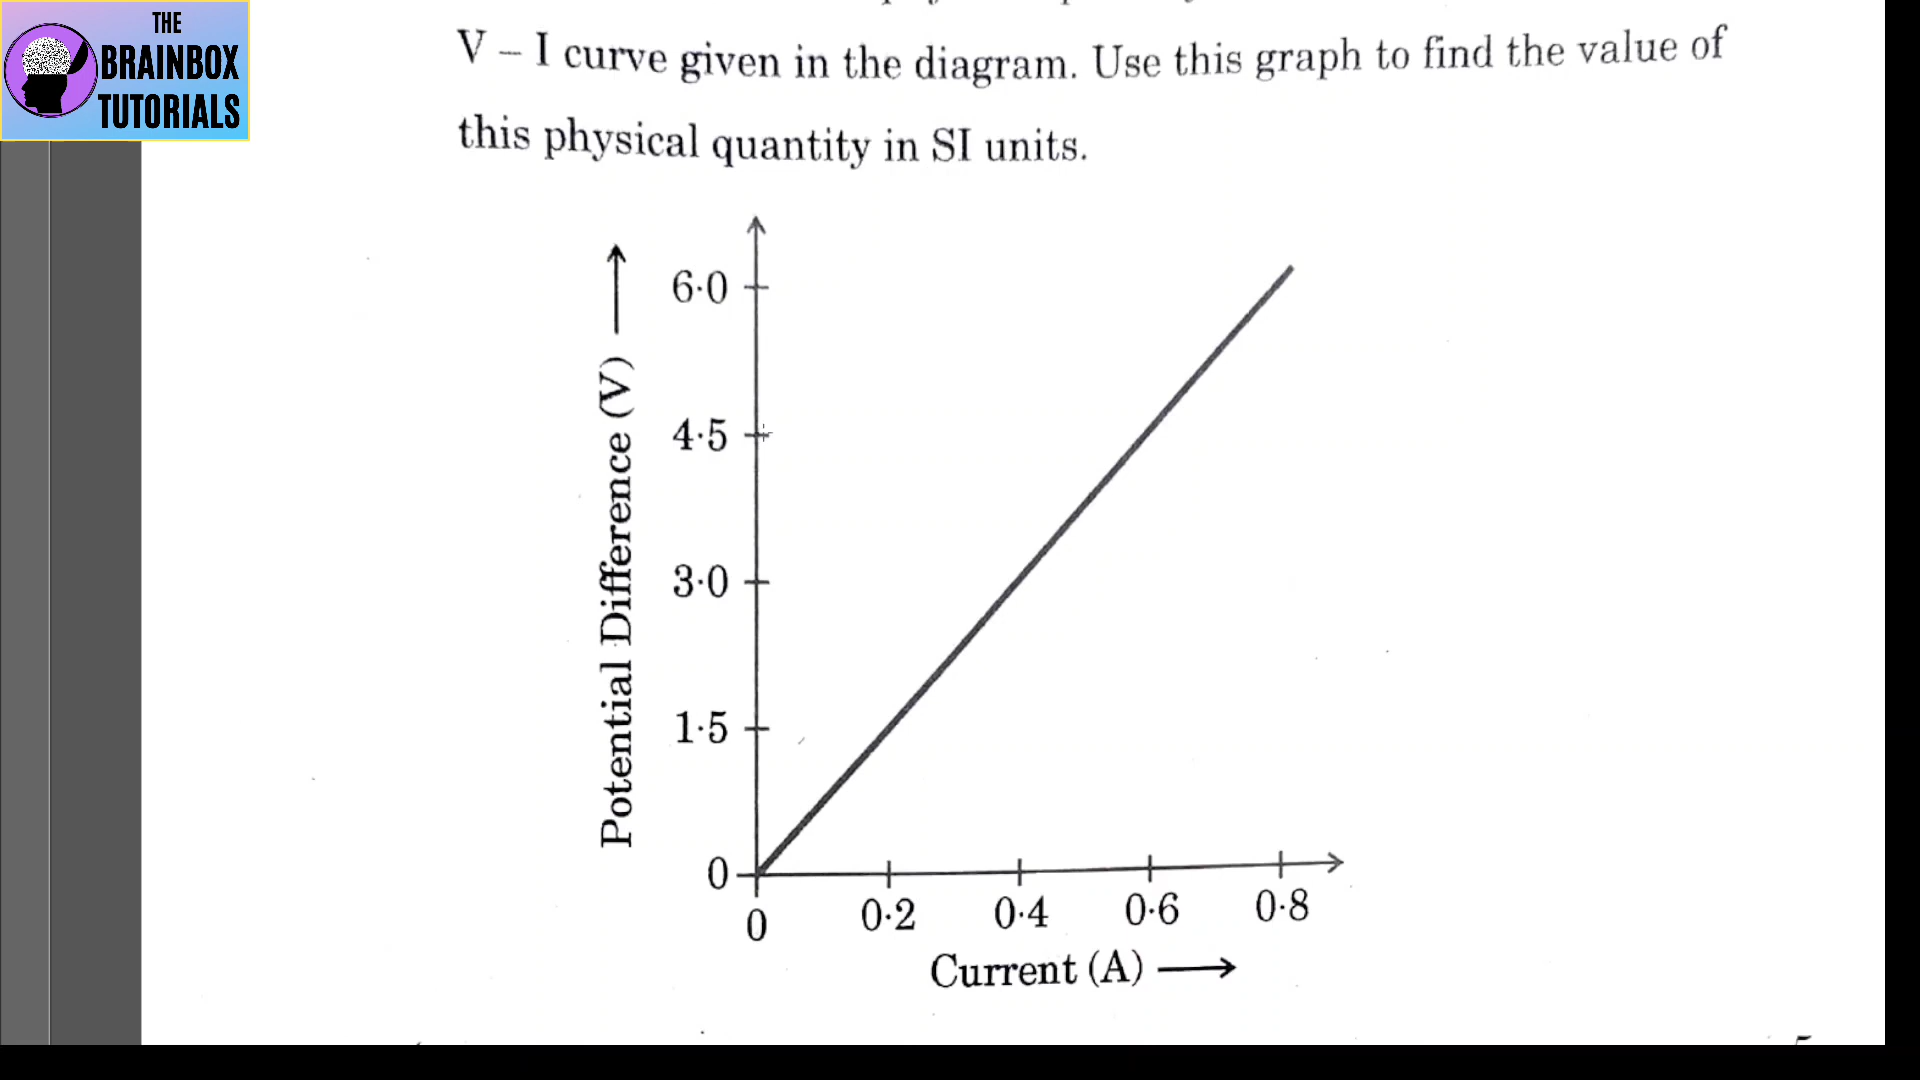 THE
BRAINBOX
TUTORIALS
V – I curve given in the diagram. Use this graph to find the value of
this physical quantity in SI units.
Potential Difference (V) ⟶
6·0
4·5
3·0
1·5
0
0 0·2 0·4 0·6 0·8
Current (A) ⟶